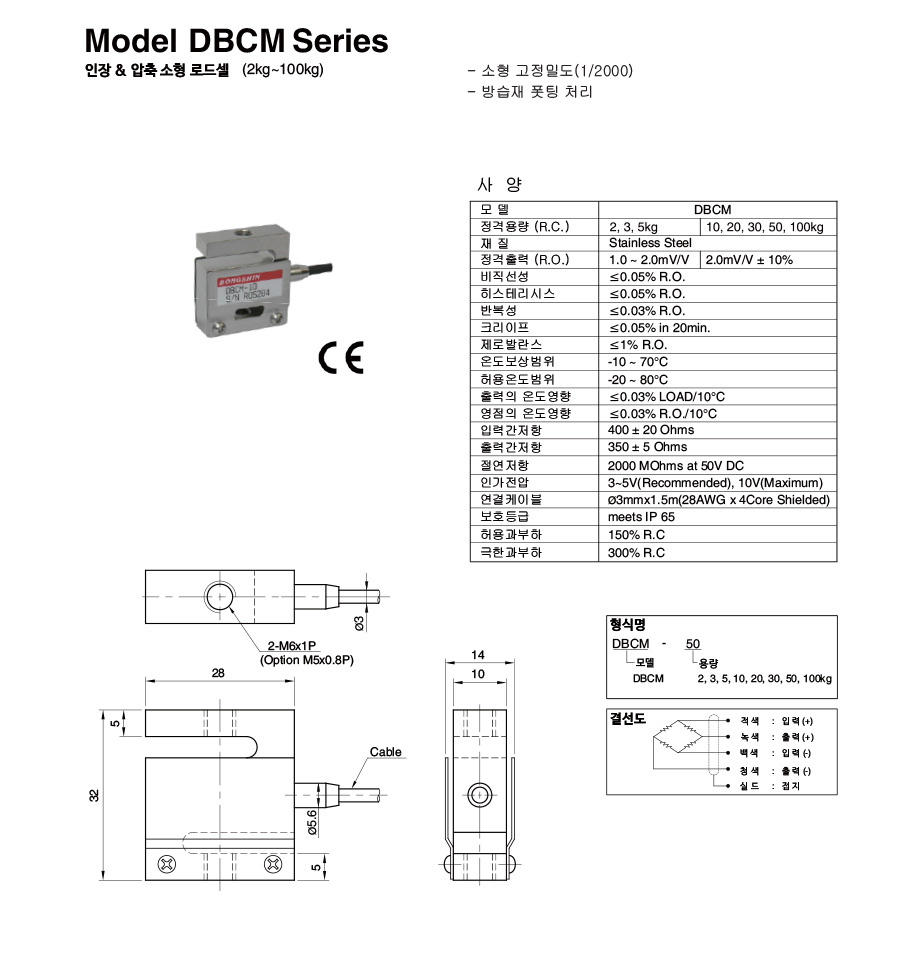 Model DBCM Series
인장 & 압축 소형 로드셀 (2kg~100kg)
- 소형 고정밀도(1/2000)
- 방습재 폿팅 처리
사 양
모 델 DBCM
정격용량 (R.C.) 2, 3, 5kg 10, 20, 30, 50, 100kg
재 질 Stainless Steel
정격출력 (R.O.) 1.0 ~ 2.0mV/V 2.0mV/V ± 10%
비직선성 ≤0.05% R.O.
히스테리시스 ≤0.05% R.O.
반복성 ≤0.03% R.O.
크리이프 ≤0.05% in 20min.
제로발란스 ≤1% R.O.
온도보상범위 -10 ~ 70°C
허용온도범위 -20 ~ 80°C
출력의 온도영향 ≤0.03% LOAD/10°C
영점의 온도영향 ≤0.03% R.O./10°C
입력간저항 400 ± 20 Ohms
출력간저항 350 ± 5 Ohms
절연저항 2000 MOhms at 50V DC
인가전압 3~5V(Recommended), 10V(Maximum)
연결케이블 ø3mmx1.5m(28AWG x 4Core Shielded)
보호등급 meets IP 65
허용과부하 150% R.C
극한과부하 300% R.C
BONGSHIN
DBCM-10
S/N R05284
CE
ø3
2-M6x1P
(Option M5x0.8P)
28
5
32
Cable
ø5.6
5
14
10
형식명
DBCM - 50
모델 용량
DBCM 2, 3, 5, 10, 20, 30, 50, 100kg
결선도
적색 : 입력(+)
녹색 : 출력(+)
백색 : 입력(-)
청색 : 출력(-)
실드 : 접지